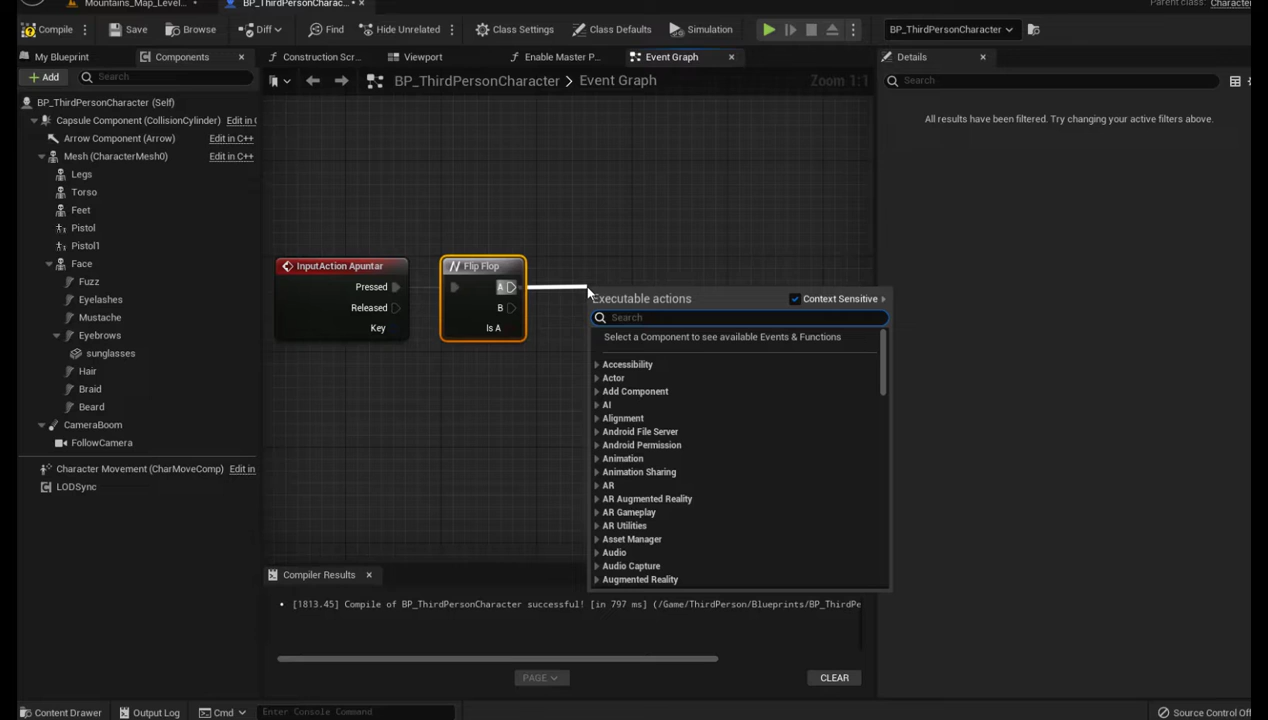 Mountains_Map_Level...
BP_ThirdPersonCharac...
Parent class: Character
Compile
Save
Browse
Diff
Find
Hide Unrelated
Class Settings
Class Defaults
Simulation
BP_ThirdPersonCharacter
My Blueprint
Components
Construction Scr...
Viewport
Enable Master P...
Event Graph
Details
Add
Search
BP_ThirdPersonCharacter > Event Graph
Zoom 1:1
Search
BP_ThirdPersonCharacter (Self)
All results have been filtered. Try changing your active filters above.
Capsule Component (CollisionCylinder) Edit in C
Arrow Component (Arrow) Edit in C++
Mesh (CharacterMesh0) Edit in C++
Legs
Torso
Feet
Pistol
Pistol1
Face
Fuzz
Eyelashes
Mustache
Eyebrows
sunglasses
Hair
Braid
Beard
CameraBoom
FollowCamera
Character Movement (CharMoveComp) Edit in
LODSync
InputAction Apuntar
Pressed
Released
Key
Flip Flop
A
B
Is A
Executable actions
Context Sensitive
Search
Select a Component to see available Events & Functions
Accessibility
Actor
Add Component
AI
Alignment
Android File Server
Android Permission
Animation
Animation Sharing
AR
AR Augmented Reality
AR Gameplay
AR Utilities
Asset Manager
Audio
Audio Capture
Augmented Reality
Compiler Results
• [1813.45] Compile of BP_ThirdPersonCharacter successful! [in 797 ms] (/Game/ThirdPerson/Blueprints/BP_ThirdPe
PAGE
CLEAR
Content Drawer
Output Log
Cmd
Enter Console Command
Source Control Off